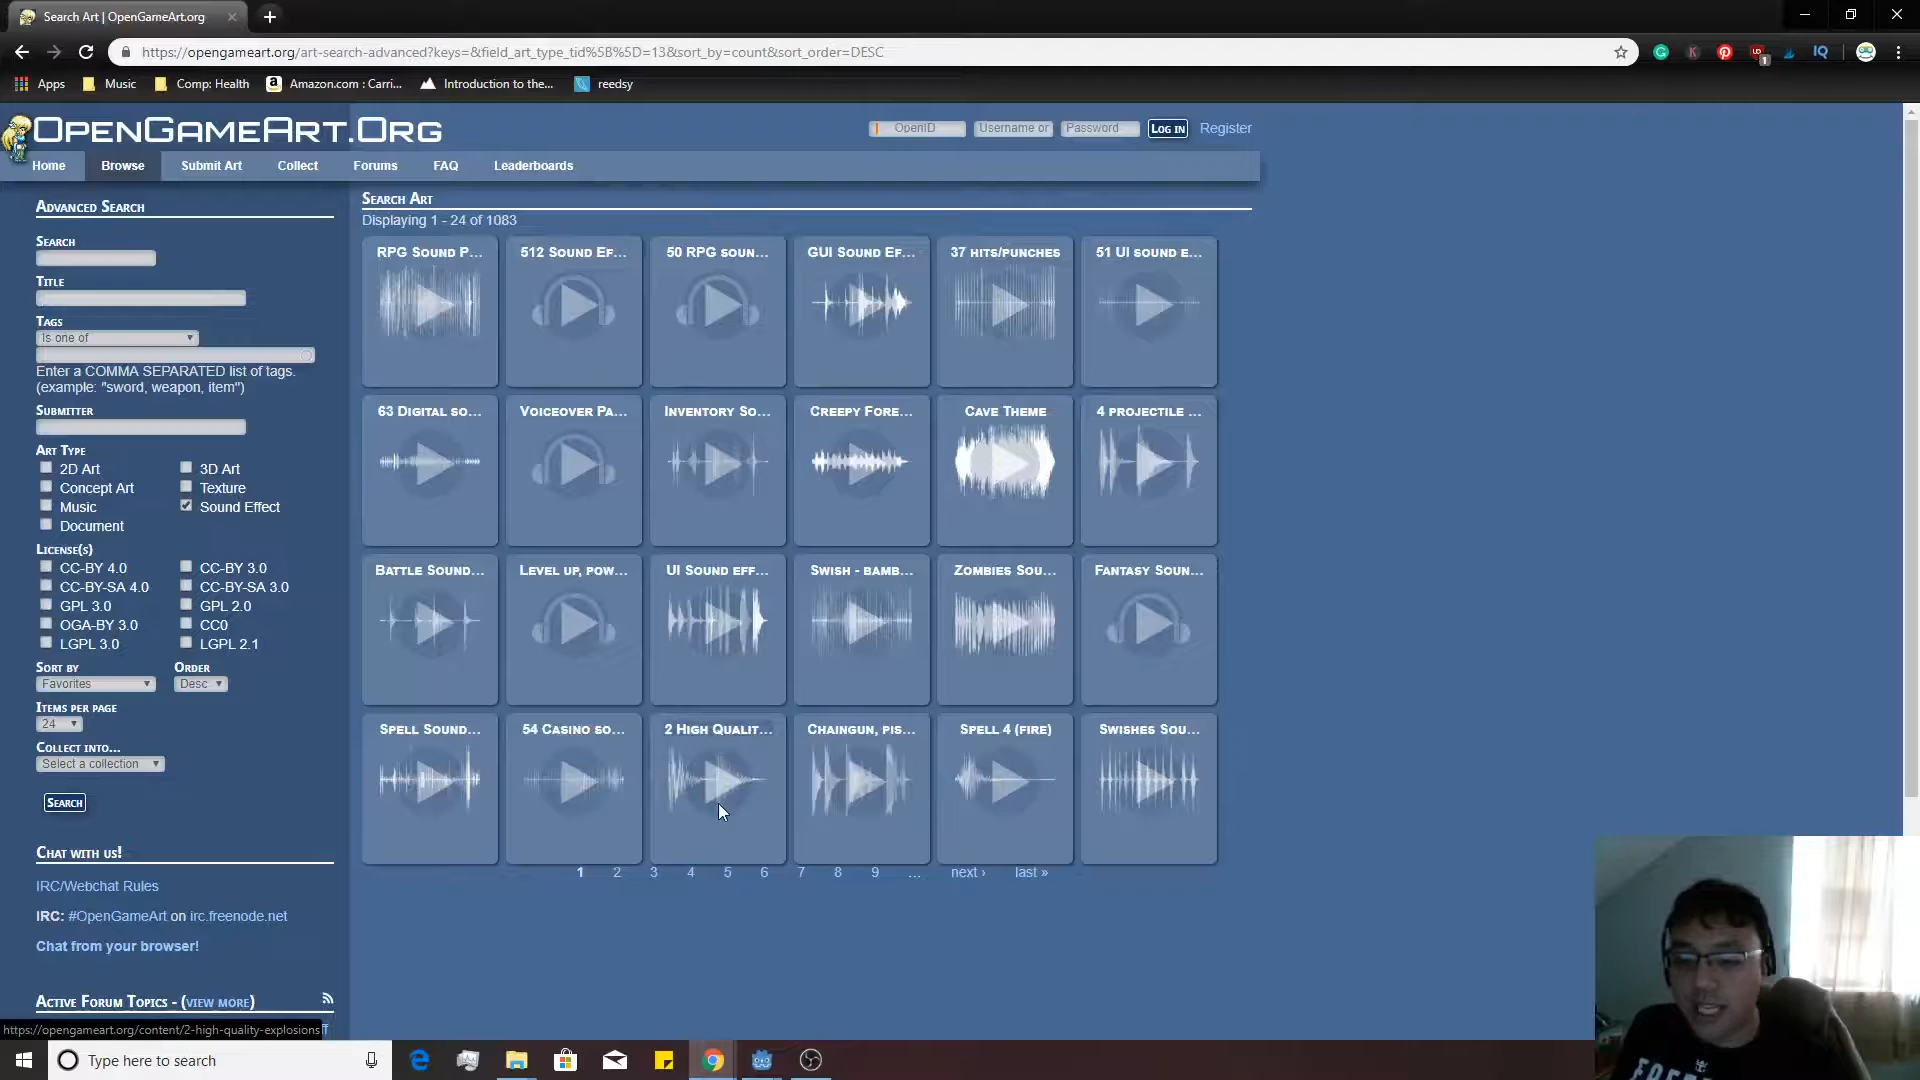 Search Art | OpenGameArt.org
https://opengameart.org/art-search-advanced?keys=&field_art_type_tid%5B%5D=13&sort_by=count&sort_order=DESC
Apps Music Comp: Health Amazon.com : Carri... Introduction to the... reedsy
OpenGameArt.Org
OpenID Username or Password Log in Register
Home Browse Submit Art Collect Forums FAQ Leaderboards
Advanced Search
Search
Title
Tags
Is one of
Enter a COMMA SEPARATED list of tags.
(example: "sword, weapon, item")
Submitter
Art Type
2D Art 3D Art
Concept Art Texture
Music Sound Effect
Document
License(s)
CC-BY 4.0 CC-BY 3.0
CC-BY-SA 4.0 CC-BY-SA 3.0
GPL 3.0 GPL 2.0
OGA-BY 3.0 CC0
LGPL 3.0 LGPL 2.1
Sort by Order
Favorites Desc
Items per page
24
Collect into...
Select a collection
Search
Chat with us!
IRC/Webchat Rules
IRC: #OpenGameArt on irc.freenode.net
Chat from your browser!
Active Forum Topics - (view more)
https://opengameart.org/content/2-high-quality-explosions
Search Art
Displaying 1 - 24 of 1083
RPG Sound P... 512 Sound Ef... 50 RPG soun... GUI Sound Ef... 37 hits/punches 51 UI sound e...
63 Digital so... Voiceover Pa... Inventory So... Creepy Fore... Cave Theme 4 projectile ...
Battle Sound... Level up, pow... UI Sound eff... Swish - bamb... Zombies Sou... Fantasy Soun...
Spell Sound... 54 Casino so... 2 High Qualit... Chaingun, pis... Spell 4 (fire) Swishes Sou...
1 2 3 4 5 6 7 8 9 ... next › last »
Type here to search